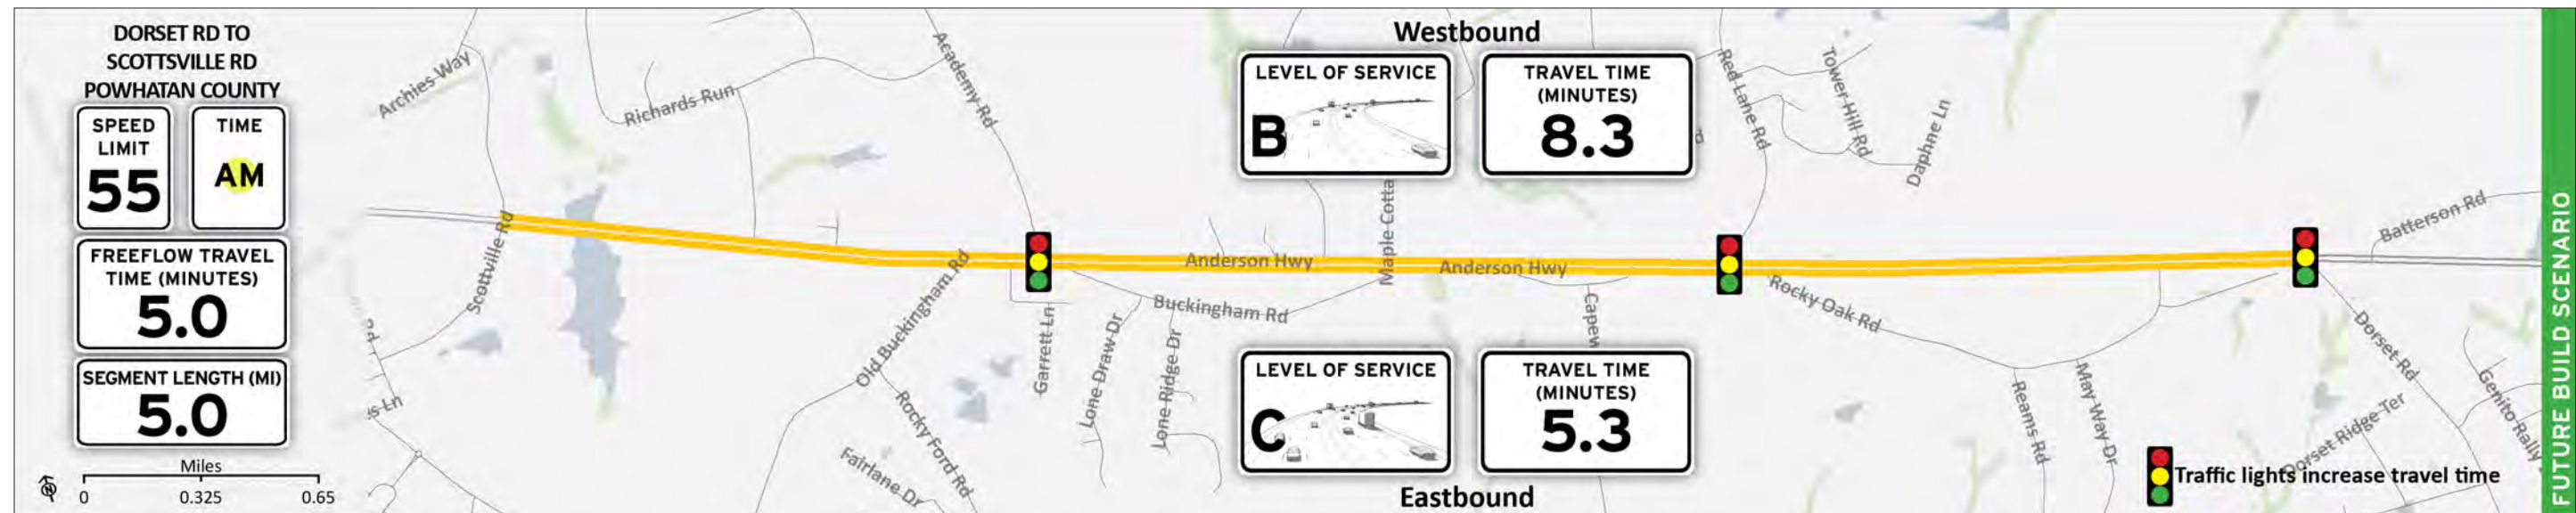 DORSET RD TO
SCOTTSVILLE RD
POWHATAN COUNTY
SPEED
LIMIT
55
TIME
AM
FREEFLOW TRAVEL
TIME (MINUTES)
5.0
SEGMENT LENGTH (MI)
5.0
Miles
0 0.325 0.65
Westbound
LEVEL OF SERVICE
B
TRAVEL TIME
(MINUTES)
8.3
Archies Way
Richards Run
Academy Rd
Red Lane Rd
Tower Hill Rd
Daphne Ln
Batterson Rd
Scottville Rd
Old Buckingham Rd
Anderson Hwy
Maple Cotta
Anderson Hwy
Buckingham Rd
Garrett Ln
Lone Draw Dr
Lone Ridge Dr
Capew
Rocky Oak Rd
Dorset Rd
Rocky Ford Rd
Fairlane Dr
Reams Rd
May Way Dr
Dorset Ridge Ter
Genito Rally
s Ln
LEVEL OF SERVICE
C
TRAVEL TIME
(MINUTES)
5.3
Eastbound
Traffic lights increase travel time
FUTURE BUILD SCENARIO